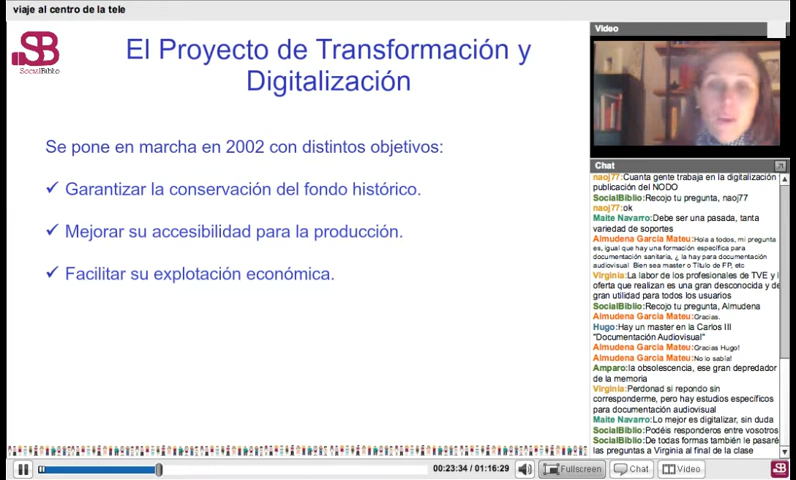 viaje al centro de la tele
SB
SocialBiblio
El Proyecto de Transformación y
Digitalización
Se pone en marcha en 2002 con distintos objetivos:
✓ Garantizar la conservación del fondo histórico.
✓ Mejorar su accesibilidad para la producción.
✓ Facilitar su explotación económica.
Video
Chat
naoj77:Cuanta gente trabaja en la digitalización
publicación del NODO
SocialBiblio:Recojo tu pregunta, naoj77
naoj77:ok
Maite Navarro:Debe ser una pasada, tanta
variedad de soportes
Almudena Garcia Mateu:Hola a todos, mi pregunta
es, igual que hay una formación específica para
documentación sanitaria, ¿ la hay para documentación
audiovisual Bien sea master o Título de FP, etc
Virginia:La labor de los profesionales de TVE y l
oferta que realizan es una gran desconocida y de
gran utilidad para todos los usuarios
SocialBiblio:Recojo tu pregunta, Almudena
Almudena Garcia Mateu:Gracias.
Hugo:Hay un master en la Carlos III
"Documentación Audiovisual"
Almudena Garcia Mateu:Gracias Hugo!
Almudena Garcia Mateu:No lo sabía!
Amparo:la obsolescencia, ese gran depredador
de la memoria
Virginia:Perdonad si repondo sin
corresponderme, pero hay estudios específicos
para documentación audiovisual
Maite Navarro:Lo mejor es digitalizar, sin duda
SocialBiblio:Podéis responderos entre vosotros
SocialBiblio:De todas formas también le pasaré
las preguntas a Virginia al final de la clase
00:23:34 / 01:16:29
Fullscreen
Chat
Video
SB